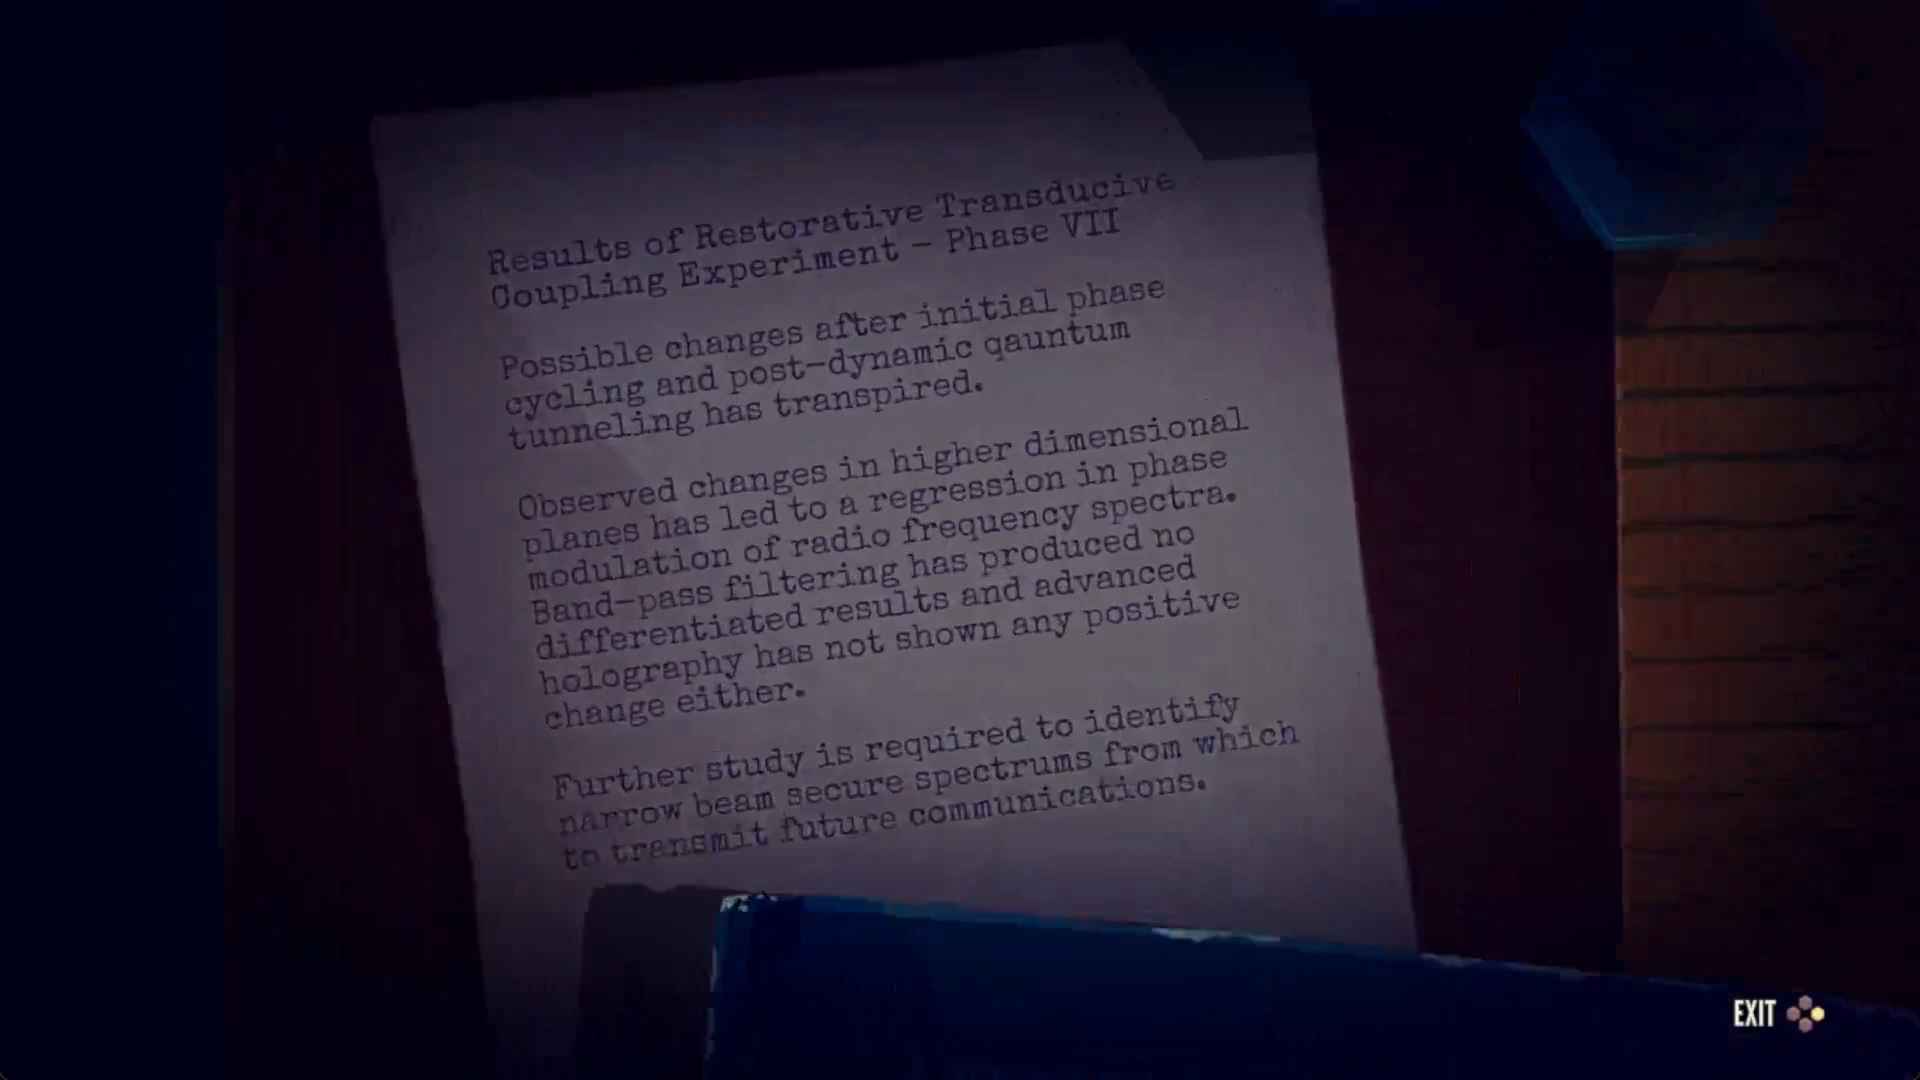 Results of Restorative Transducive
Coupling Experiment - Phase VII
Possible changes after initial phase
cycling and post-dynamic qauntum
tunneling has transpired.
Observed changes in higher dimensional
planes has led to a regression in phase
modulation of radio frequency spectra.
Band-pass filtering has produced no
differentiated results and advanced
holography has not shown any positive
change either.
Further study is required to identify
narrow beam secure spectrums from which
to transmit future communications.
EXIT